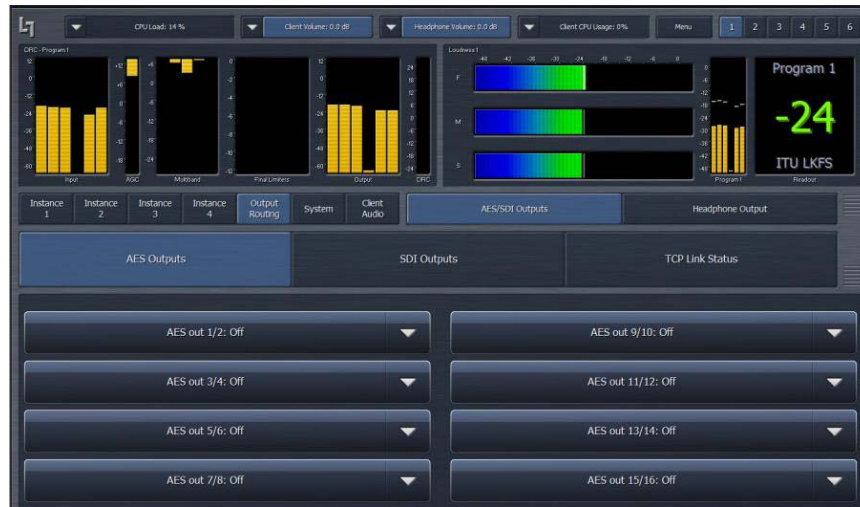 CPU Load: 14 %
Client Volume: 0.0 dB
Headphone Volume: 0.0 dB
Client CPU Usage: 0%
Menu
1 2 3 4 5 6
DRC - Program 1
Input
AGC
Multiband
Final Limiters
Output
DRC
Loudness 1
F
M
S
Program 1
Program 1
-24
ITU LKFS
Readout
Instance 1
Instance 2
Instance 3
Instance 4
Output Routing
System
Client Audio
AES/SDI Outputs
Headphone Output
AES Outputs
SDI Outputs
TCP Link Status
AES out 1/2: Off
AES out 9/10: Off
AES out 3/4: Off
AES out 11/12: Off
AES out 5/6: Off
AES out 13/14: Off
AES out 7/8: Off
AES out 15/16: Off